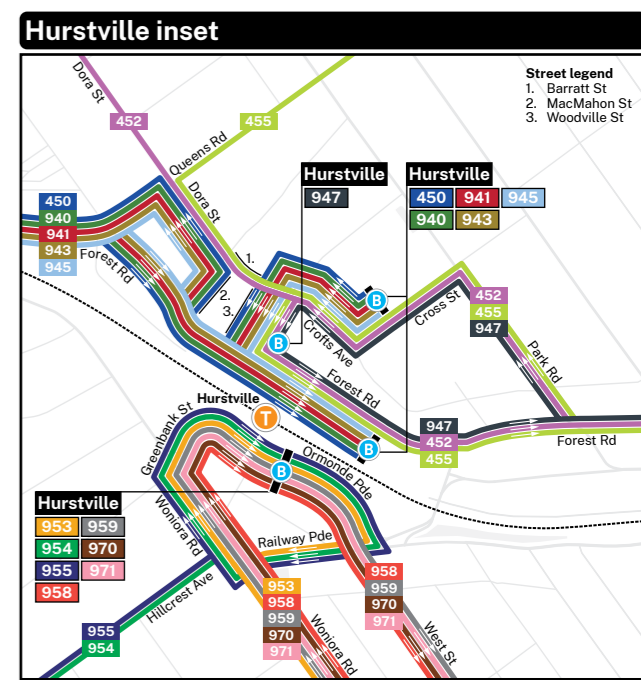 Hurstville inset
Street legend
1. Barratt St
2. MacMahon St
3. Woodville St
Dora St
452
455
Queens Rd
Dora St
450
940
941
943
945
Forest Rd
1.
2.
3.
Hurstville
947
Hurstville
450 941 945
940 943
B
B
Crofts Ave
Cross St
452
455
947
Park Rd
Forest Rd
Hurstville
T
B
947
452
455
Forest Rd
Greenbank St
B
Ormonde Pde
Hurstville
953 959
954 970
955 971
958
Woniora Rd
Railway Pde
Hillcrest Ave
955
954
953
958
959
970
971
Woniora Rd
958
959
970
971
West St